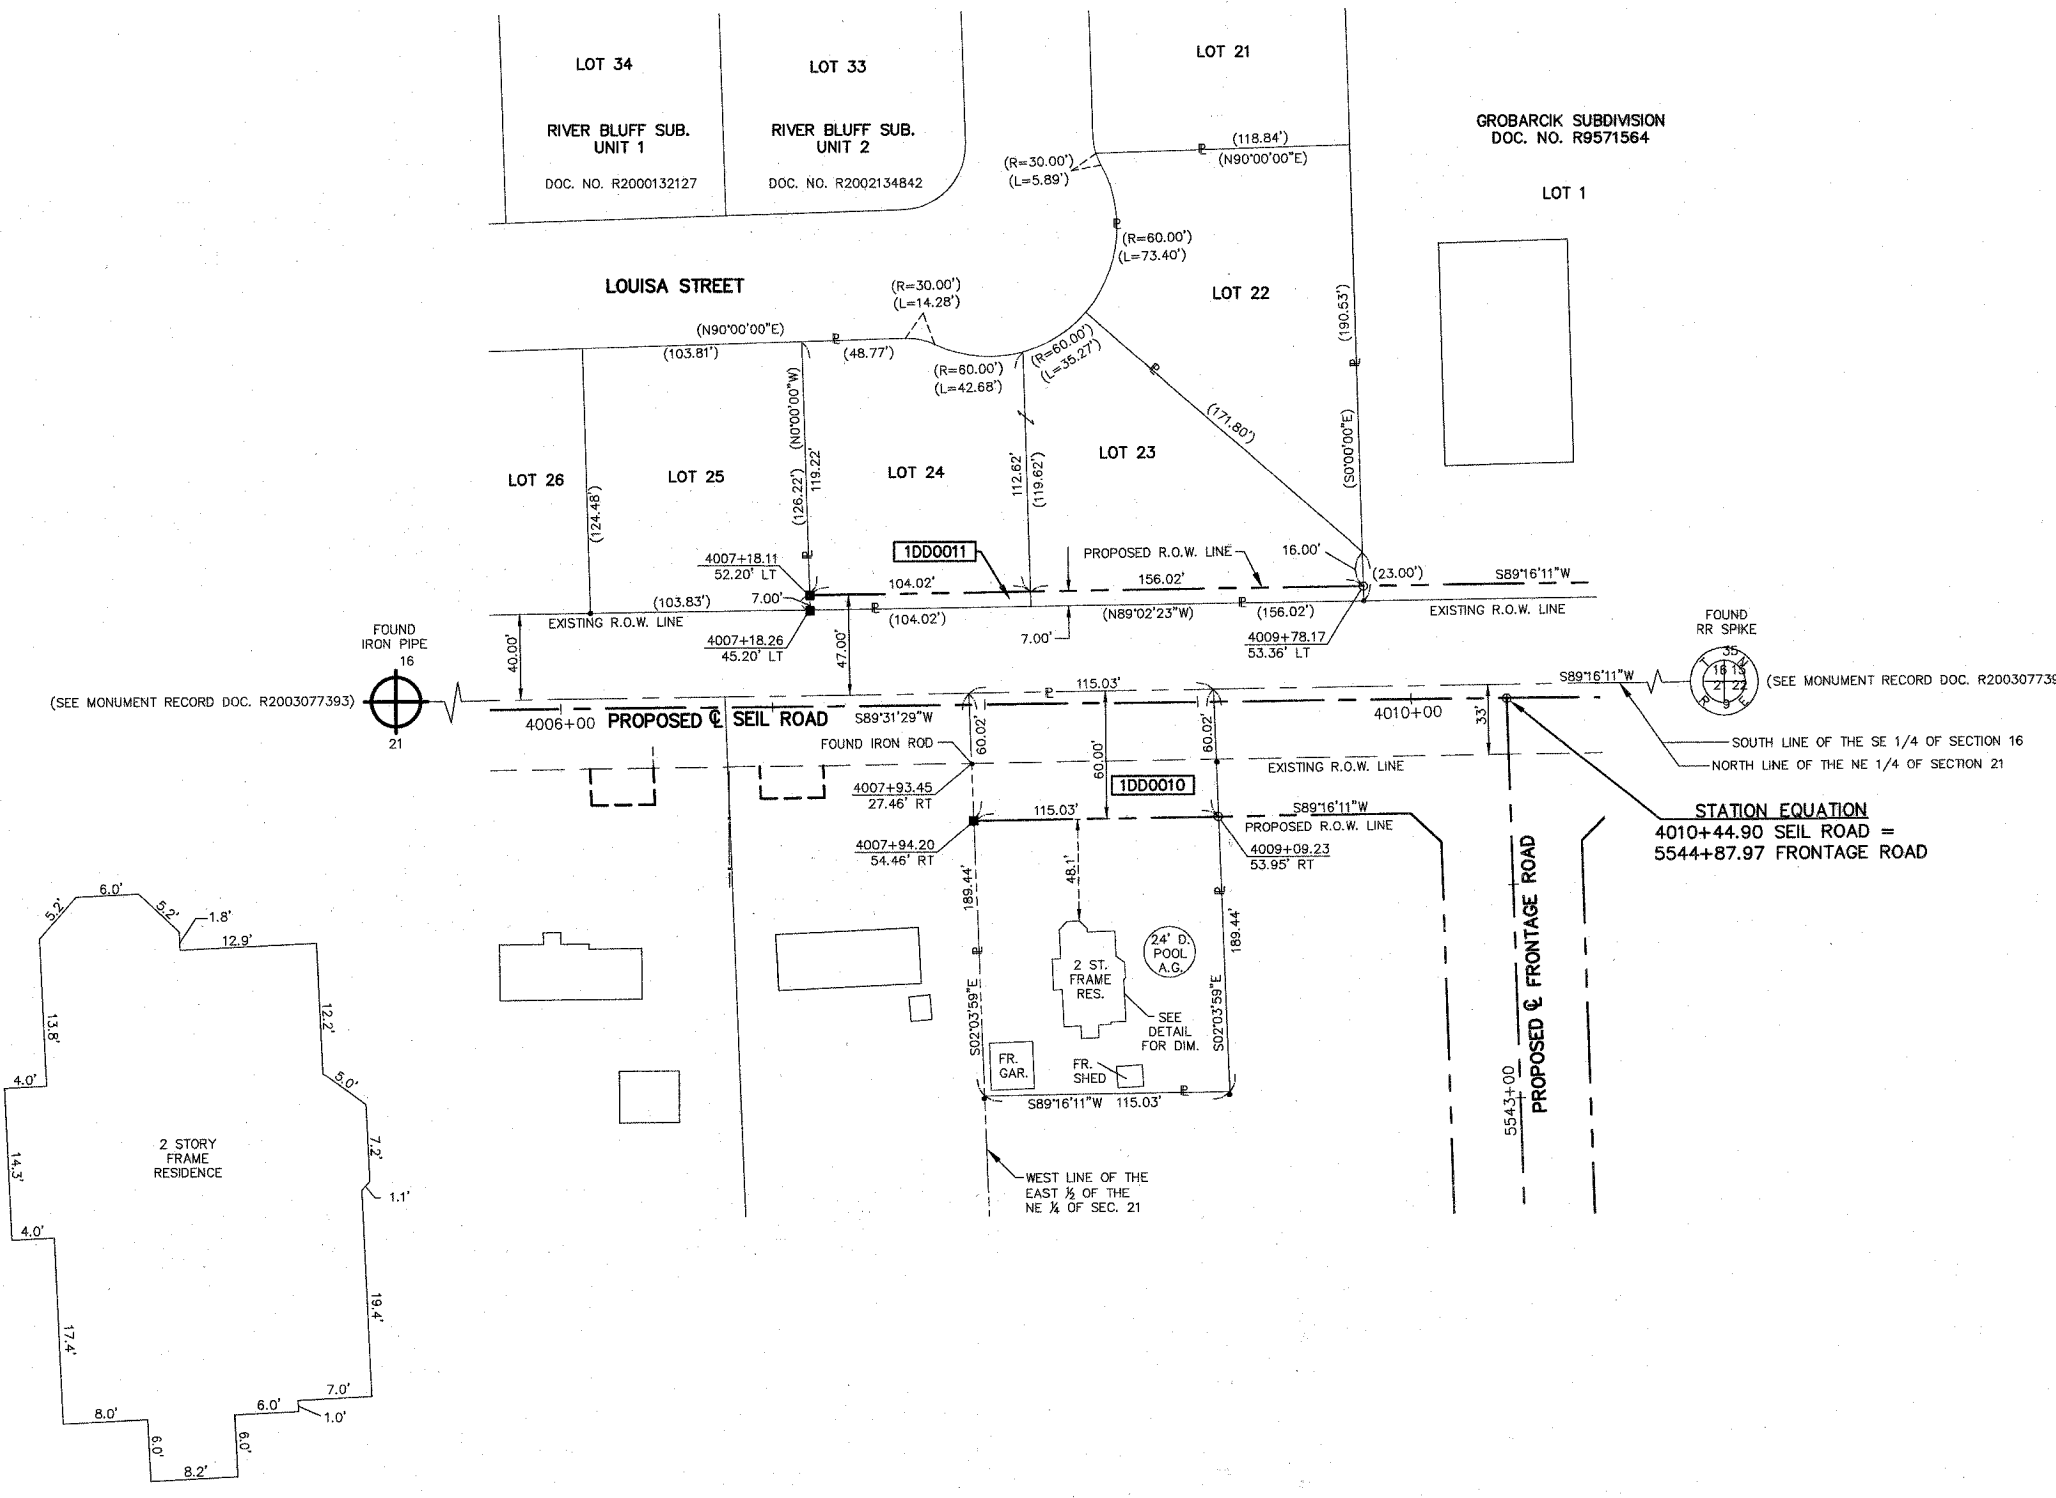 LOT 34
LOT 33
LOT 21
RIVER BLUFF SUB.
UNIT 1
DOC. NO. R2000132127
RIVER BLUFF SUB.
UNIT 2
DOC. NO. R2002134842
GROBARCIK SUBDIVISION
DOC. NO. R9571564
LOT 1
(118.84')
(N90°00'00"E)
(R=30.00')
(L=5.89')
(R=60.00')
(L=73.40')
LOUISA STREET
(R=30.00')
(L=14.28')
LOT 22
(190.53')
(S0°00'00"E)
(N90°00'00"E)
(103.81')
(48.77')
(R=60.00')
(L=42.68')
(R=60.00')
(L=35.27')
(171.80')
LOT 26
LOT 25
LOT 24
LOT 23
(124.48')
(126.22')
(N0°00'00"W)
119.22'
112.62'
(119.62')
4007+18.11
52.20' LT
7.00'
1DD0011
104.02'
PROPOSED R.O.W. LINE
156.02'
16.00'
(23.00')
S89°16'11"W
(103.83')
EXISTING R.O.W. LINE
(104.02')
(N89°02'23"W)
(156.02')
EXISTING R.O.W. LINE
4007+18.26
45.20' LT
7.00'
4009+78.17
53.36' LT
40.00'
47.00'
FOUND
IRON PIPE
16
21
(SEE MONUMENT RECORD DOC. R2003077393)
FOUND
RR SPIKE
35
T
N
16
15
21
22
R
9
E
(SEE MONUMENT RECORD DOC. R200307739
115.03'
S89°16'11"W
4006+00
PROPOSED ℄ SEIL ROAD
S89°31'29"W
4010+00
33'
60.02'
60.00'
60.02'
FOUND IRON ROD
EXISTING R.O.W. LINE
SOUTH LINE OF THE SE 1/4 OF SECTION 16
NORTH LINE OF THE NE 1/4 OF SECTION 21
4007+93.45
27.46' RT
1DD0010
115.03'
S89°16'11"W
PROPOSED R.O.W. LINE
4007+94.20
54.46' RT
4009+09.23
53.95' RT
STATION EQUATION
4010+44.90 SEIL ROAD =
5544+87.97 FRONTAGE ROAD
48.1'
189.44'
S02°03'59"E
189.44'
S02°03'59"E
24' D.
POOL
A.G.
2 ST.
FRAME
RES.
SEE
DETAIL
FOR DIM.
FR.
GAR.
FR.
SHED
S89°16'11"W 115.03'
5543+00
PROPOSED ℄ FRONTAGE ROAD
WEST LINE OF THE
EAST ½ OF THE
NE ¼ OF SEC. 21
6.0'
5.2'
5.2'
1.8'
12.9'
13.8'
12.2'
4.0'
5.0'
14.3'
7.2'
2 STORY
FRAME
RESIDENCE
1.1'
4.0'
17.4'
19.4'
8.0'
6.0'
7.0'
1.0'
6.0'
6.0'
8.2'